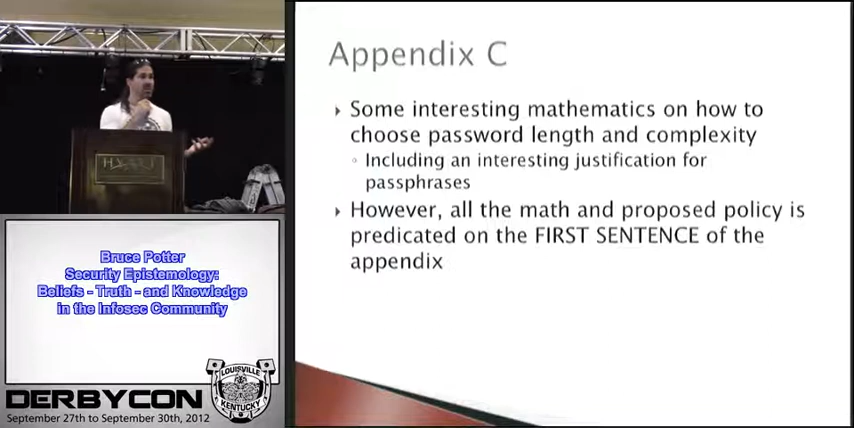 Appendix C
Some interesting mathematics on how to
choose password length and complexity
Including an interesting justification for
passphrases
However, all the math and proposed policy is
predicated on the FIRST SENTENCE of the
appendix
HYATT
Bruce Potter
Security Epistemology:
Beliefs - Truth - and Knowledge
in the Infosec Community
LOUISVILLE
KENTUCKY
DERBYCON
September 27th to September 30th, 2012